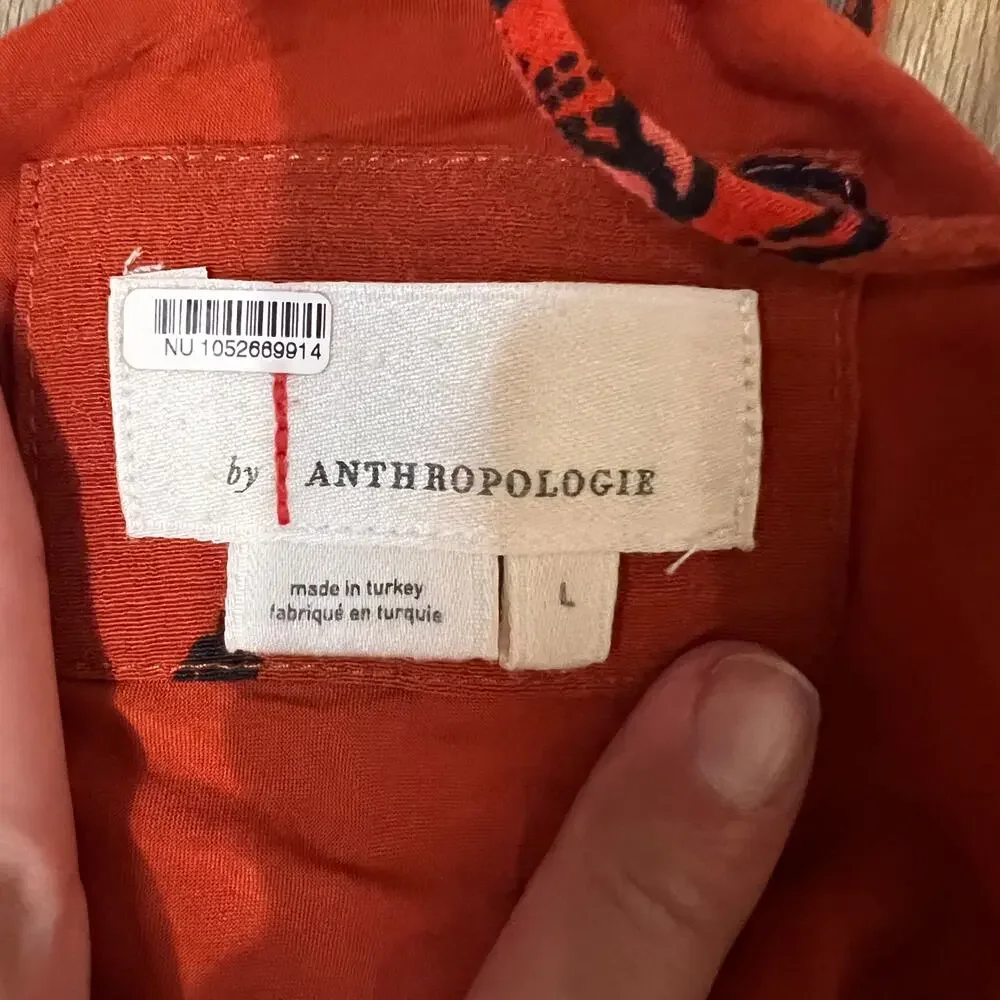 NU 1052669914
by ANTHROPOLOGIE
made in turkey
fabriqué en turquie
L